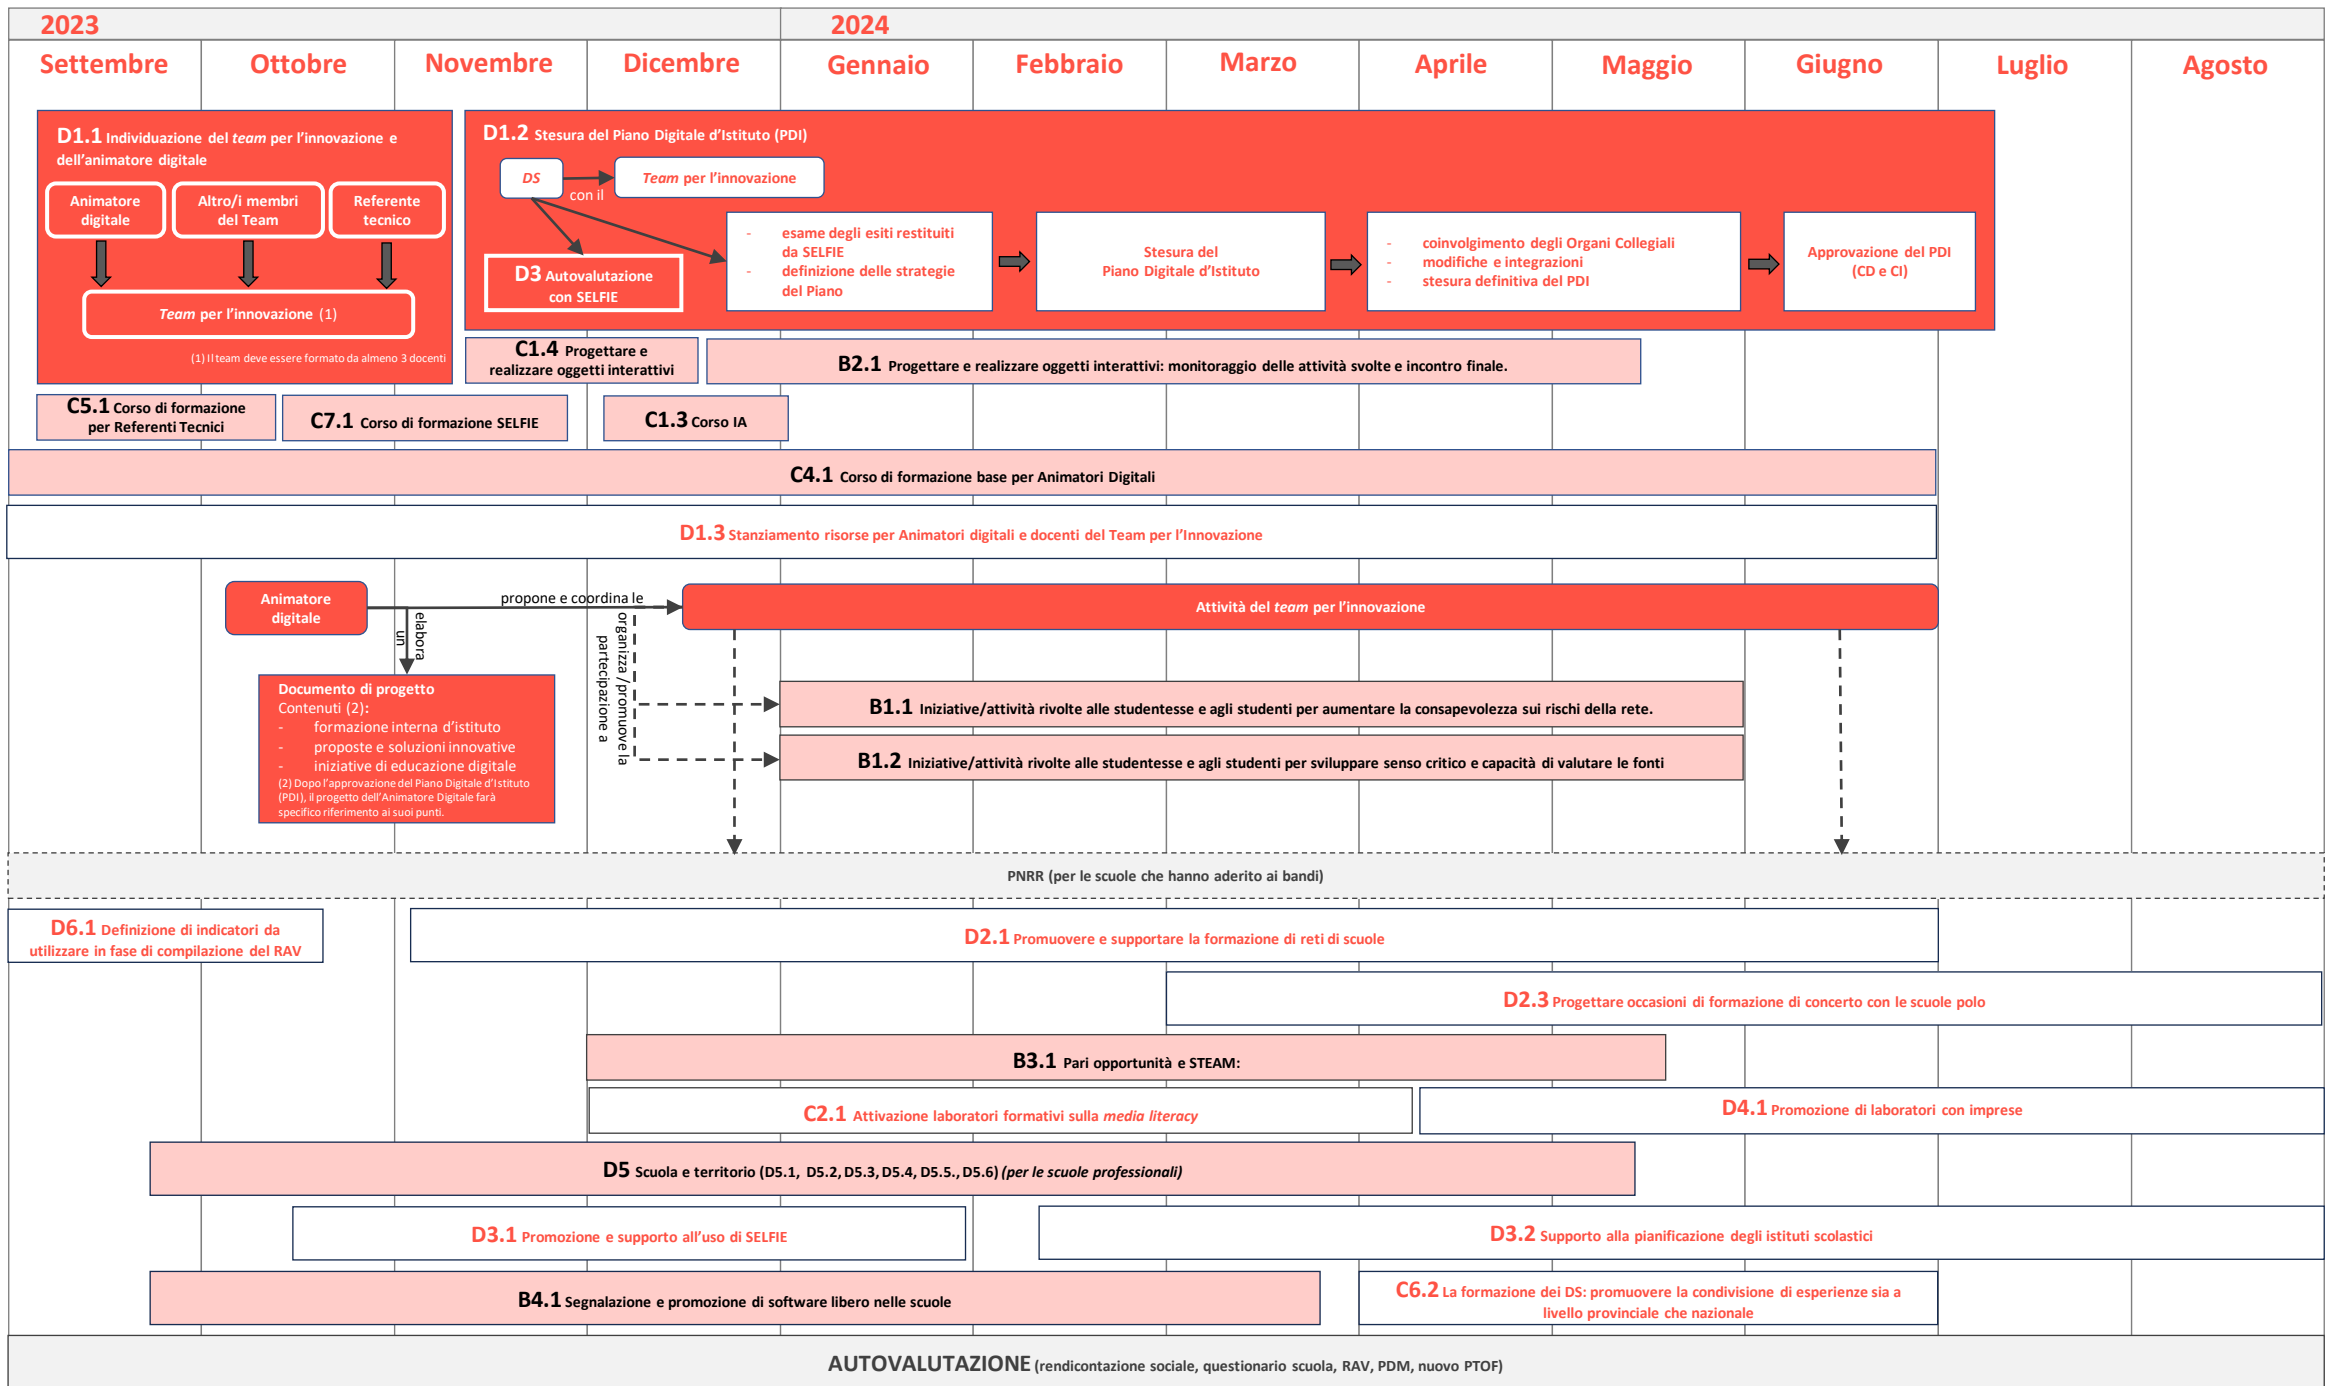 2023
2024
Settembre
Ottobre
Novembre
Dicembre
Gennaio
Febbraio
Marzo
Aprile
Maggio
Giugno
Luglio
Agosto
D1.1 Individuazione del team per l'innovazione e
dell'animatore digitale
Animatore
digitale
Altro/i membri
del Team
Referente
tecnico
Team per l'innovazione (1)
(1) Il team deve essere formato da almeno 3 docenti
D1.2 Stesura del Piano Digitale d'Istituto (PDI)
DS
con il
Team per l'innovazione
D3 Autovalutazione
con SELFIE
- esame degli esiti restituiti
da SELFIE
- definizione delle strategie
del Piano
Stesura del
Piano Digitale d'Istituto
- coinvolgimento degli Organi Collegiali
- modifiche e integrazioni
- stesura definitiva del PDI
Approvazione del PDI
(CD e CI)
C1.4 Progettare e
realizzare oggetti interattivi
B2.1 Progettare e realizzare oggetti interattivi: monitoraggio delle attività svolte e incontro finale.
C5.1 Corso di formazione
per Referenti Tecnici
C7.1 Corso di formazione SELFIE
C1.3 Corso IA
C4.1 Corso di formazione base per Animatori Digitali
D1.3 Stanziamento risorse per Animatori digitali e docenti del Team per l'Innovazione
Animatore
digitale
propone e coordina le
Attività del team per l'innovazione
elabora
un
organizza /promuove la
partecipazione a
Documento di progetto
Contenuti (2):
- formazione interna d'istituto
- proposte e soluzioni innovative
- iniziative di educazione digitale
(2) Dopo l'approvazione del Piano Digitale d'Istituto
(PDI), il progetto dell'Animatore Digitale farà
specifico riferimento ai suoi punti.
B1.1 Iniziative/attività rivolte alle studentesse e agli studenti per aumentare la consapevolezza sui rischi della rete.
B1.2 Iniziative/attività rivolte alle studentesse e agli studenti per sviluppare senso critico e capacità di valutare le fonti
PNRR (per le scuole che hanno aderito ai bandi)
D6.1 Definizione di indicatori da
utilizzare in fase di compilazione del RAV
D2.1 Promuovere e supportare la formazione di reti di scuole
D2.3 Progettare occasioni di formazione di concerto con le scuole polo
B3.1 Pari opportunità e STEAM:
C2.1 Attivazione laboratori formativi sulla media literacy
D4.1 Promozione di laboratori con imprese
D5 Scuola e territorio (D5.1, D5.2, D5.3, D5.4, D5.5., D5.6) (per le scuole professionali)
D3.1 Promozione e supporto all'uso di SELFIE
D3.2 Supporto alla pianificazione degli istituti scolastici
B4.1 Segnalazione e promozione di software libero nelle scuole
C6.2 La formazione dei DS: promuovere la condivisione di esperienze sia a
livello provinciale che nazionale
AUTOVALUTAZIONE (rendicontazione sociale, questionario scuola, RAV, PDM, nuovo PTOF)